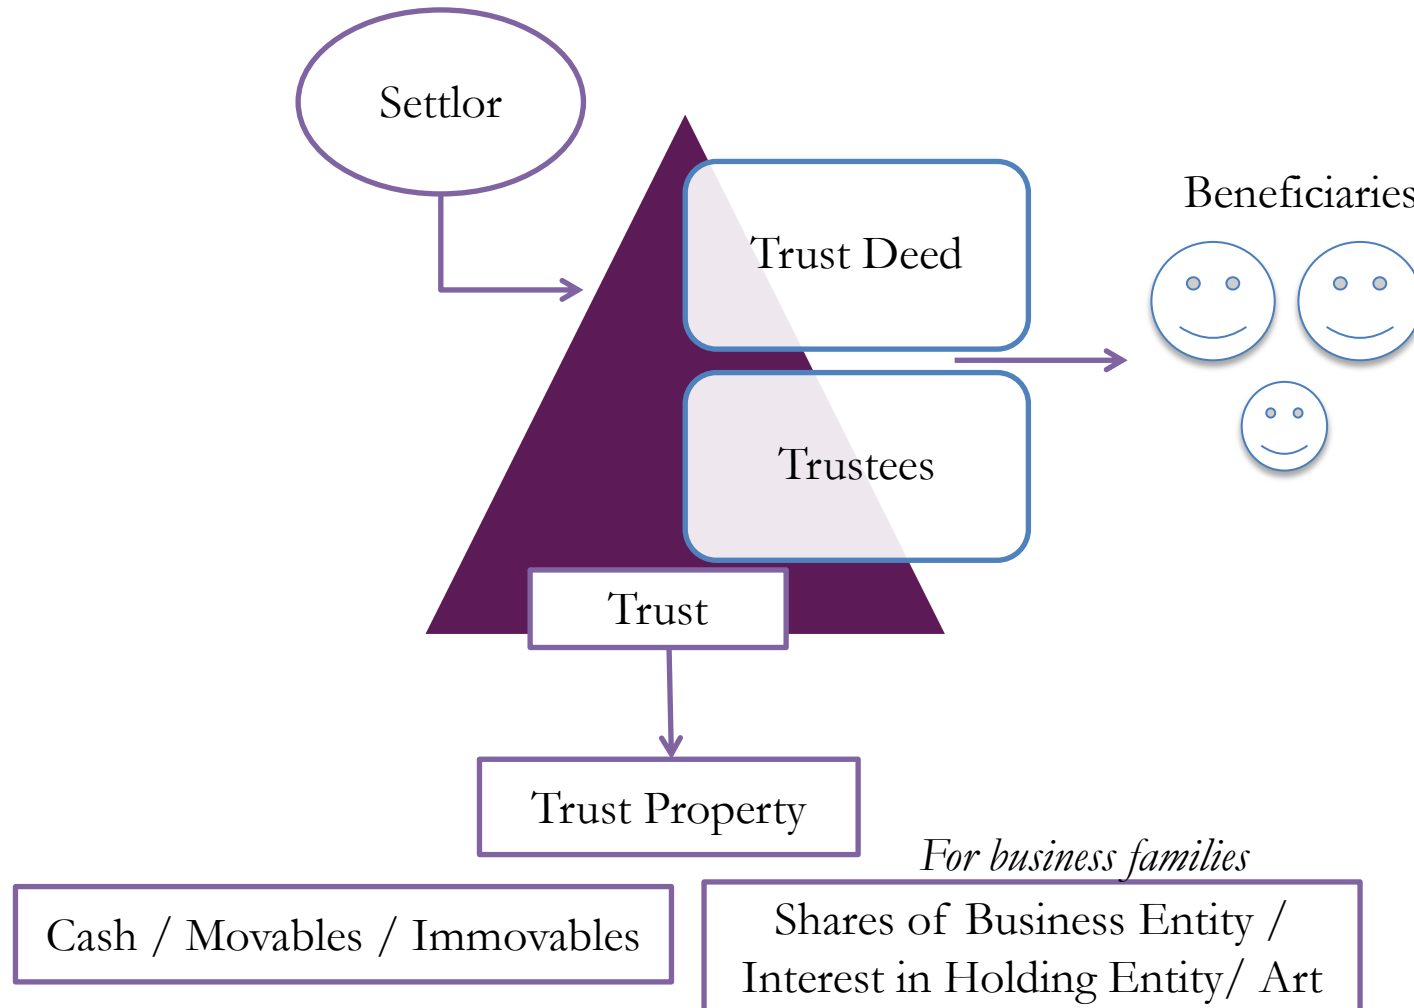 Settlor
Trust Deed
Beneficiaries
Trustees
Trust
Trust Property
For business families
Cash / Movables / Immovables
Shares of Business Entity /
Interest in Holding Entity/ Art